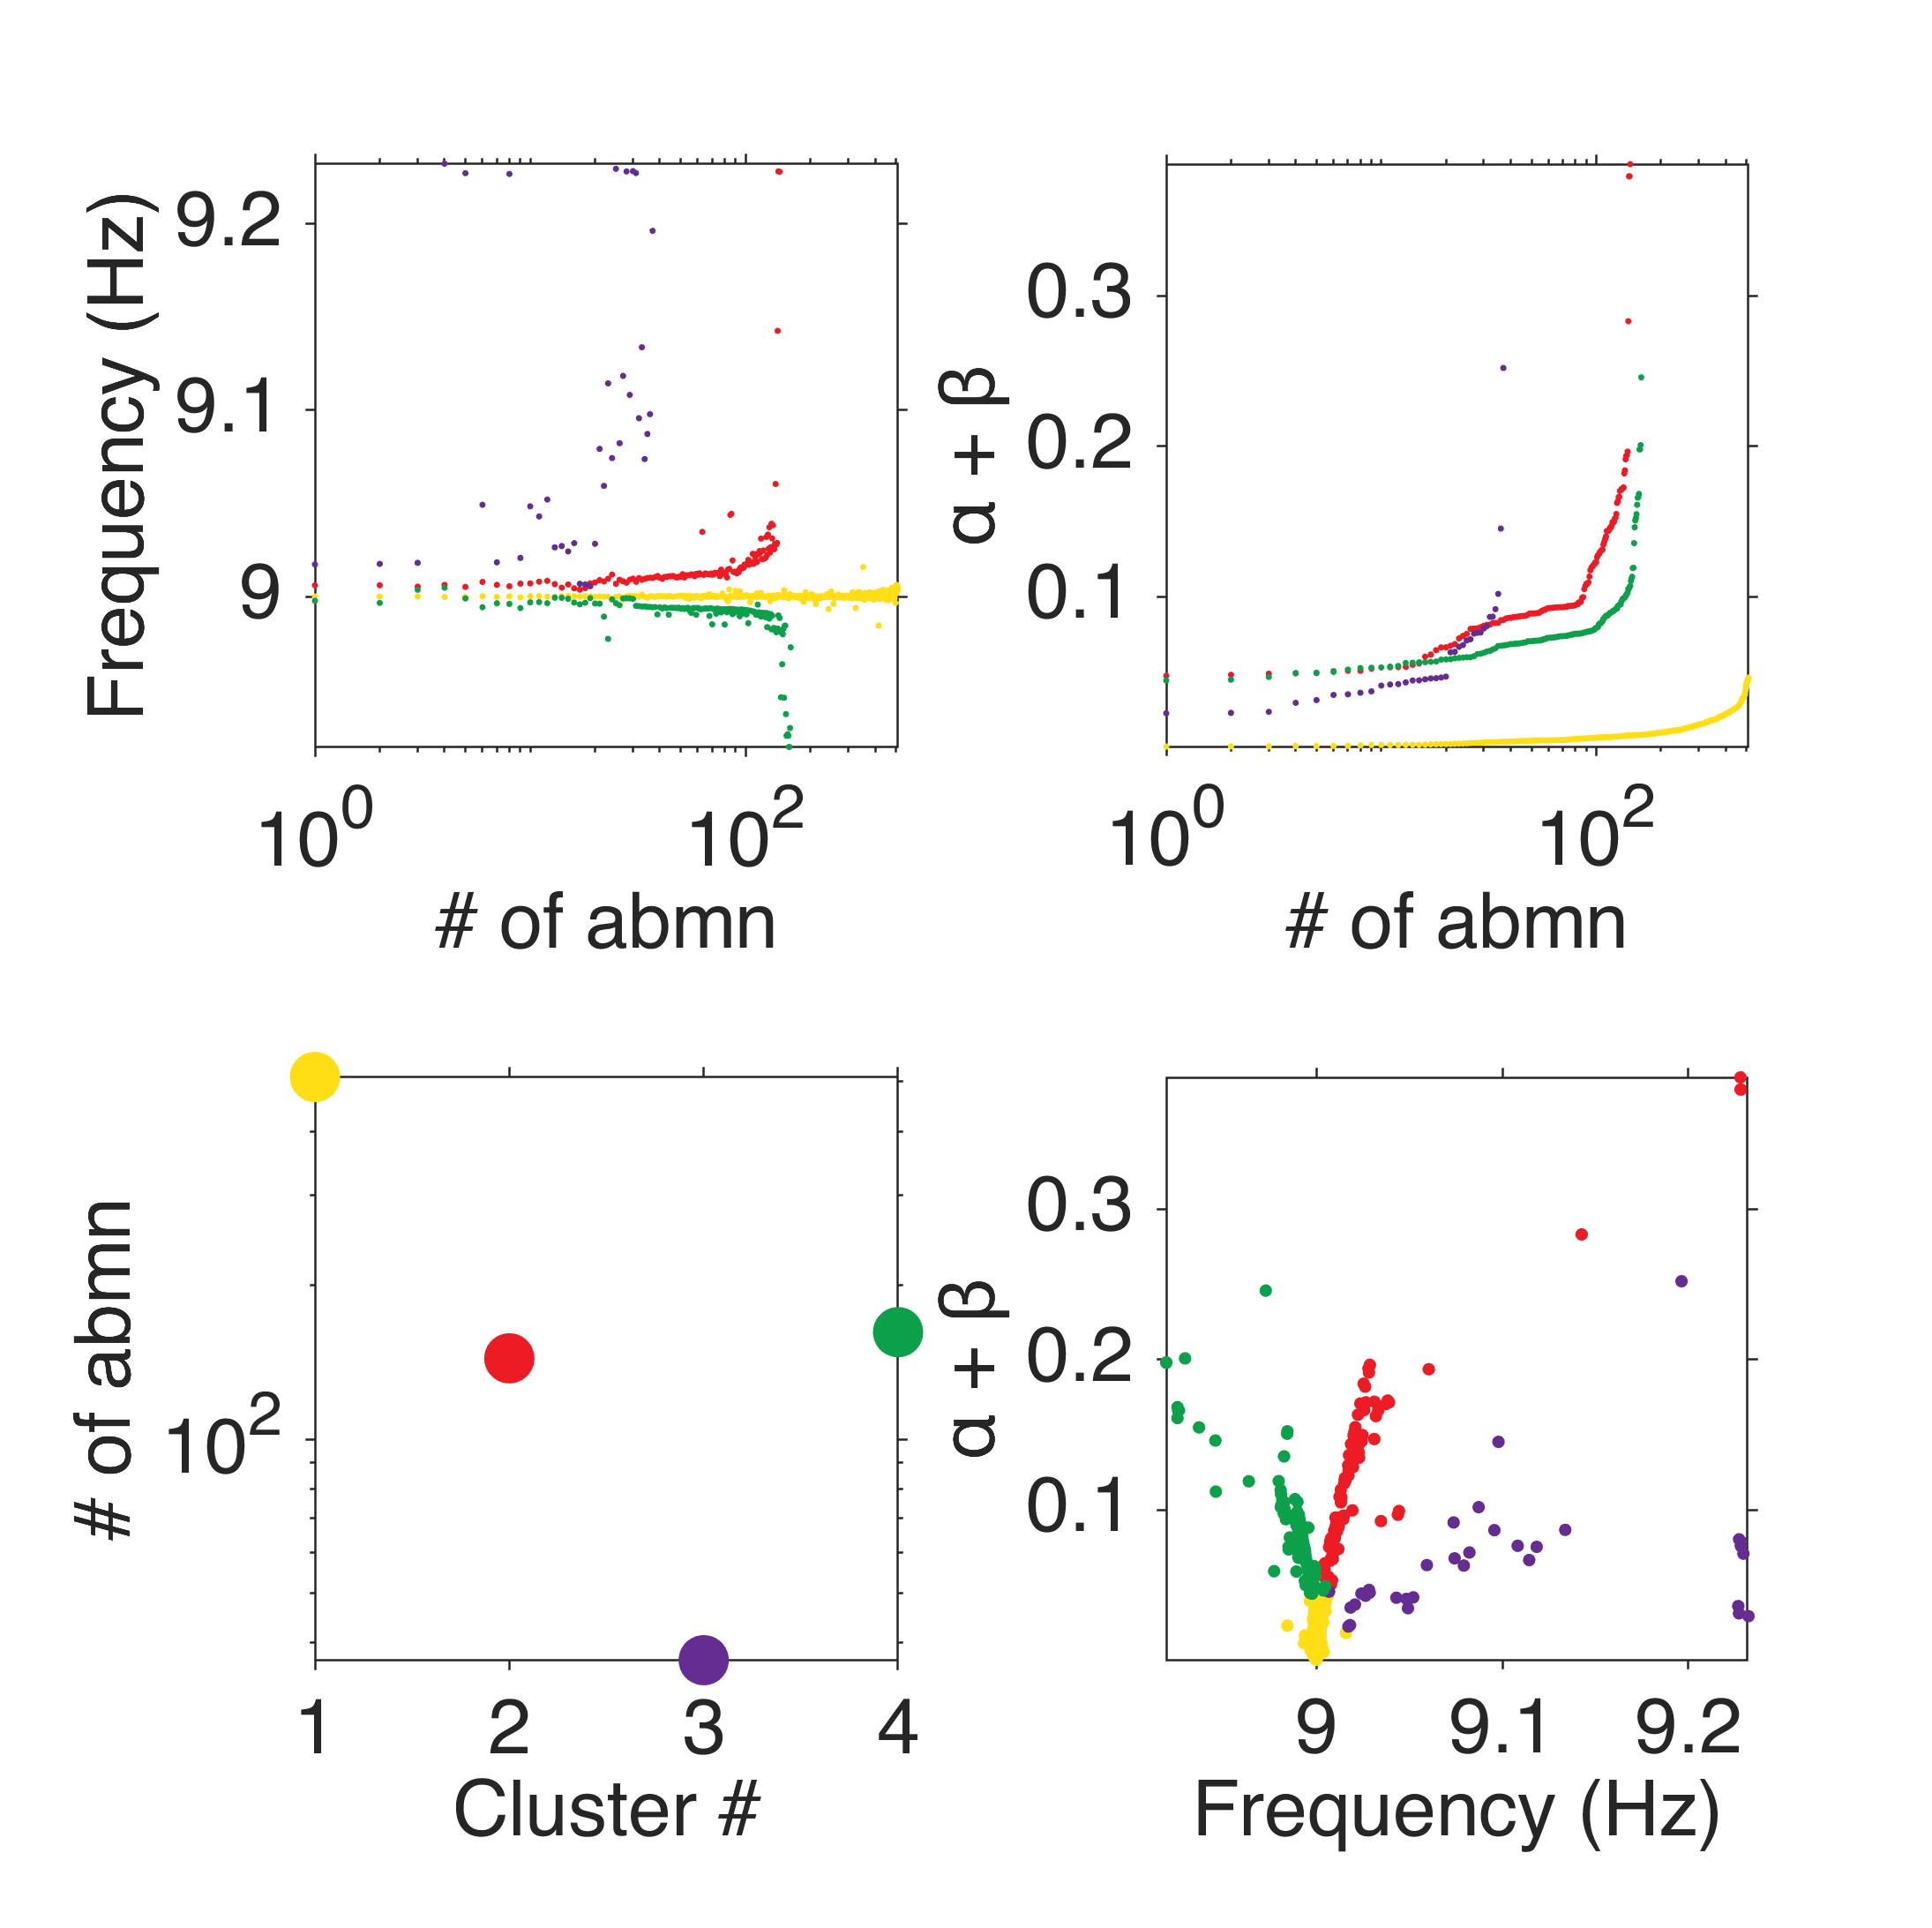 Frequency (Hz)
9.2
9.1
9
10^0
10^2
# of abmn
α + β
0.3
0.2
0.1
10^0
10^2
# of abmn
# of abmn
10^2
1
2
3
4
Cluster #
α + β
0.3
0.2
0.1
9
9.1
9.2
Frequency (Hz)